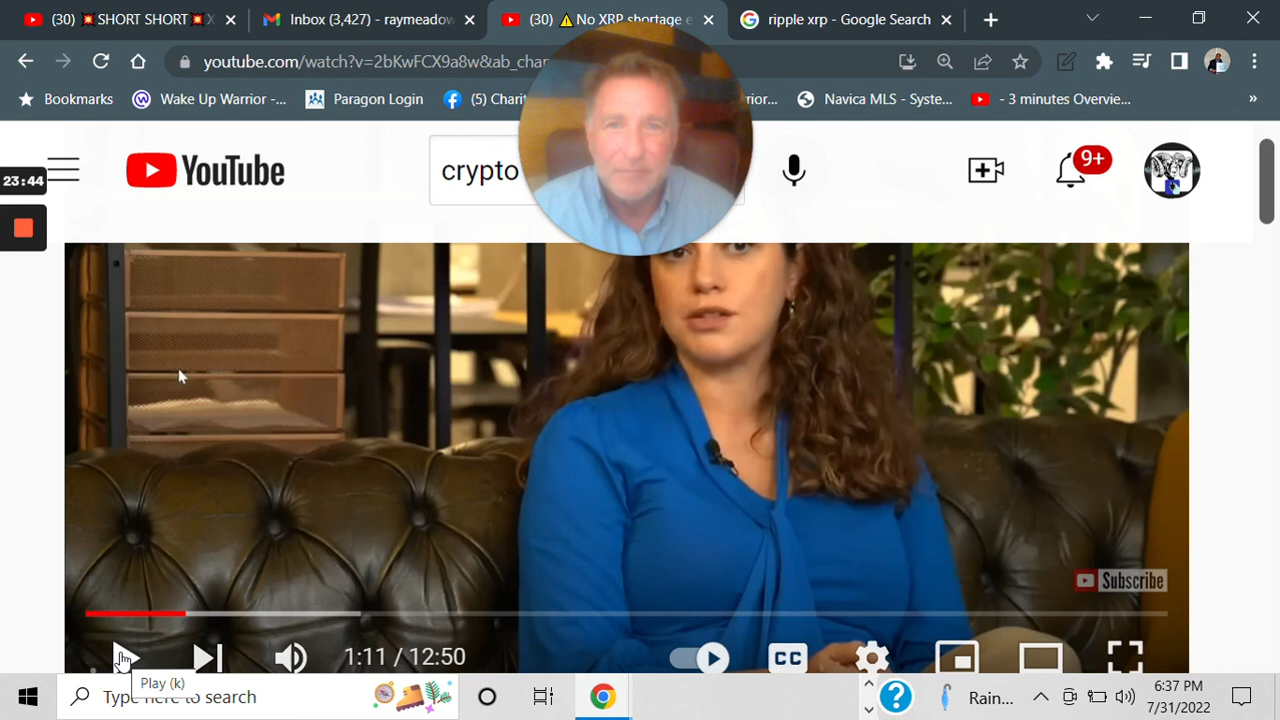 (30) 💥SHORT SHORT💥X
Inbox (3,427) - raymeadow
(30) ⚠No XRP shortage e
ripple xrp - Google Search
youtube.com/watch?v=2bKwFCX9a8w&ab_char
Bookmarks
Wake Up Warrior -...
Paragon Login
(5) Charit
rior...
Navica MLS - Syste...
- 3 minutes Overvie...
»
23:44
YouTube
crypto
9+
Subscribe
1:11 / 12:50
CC
Play (k)
Type here to search
Rain...
6:37 PM
7/31/2022